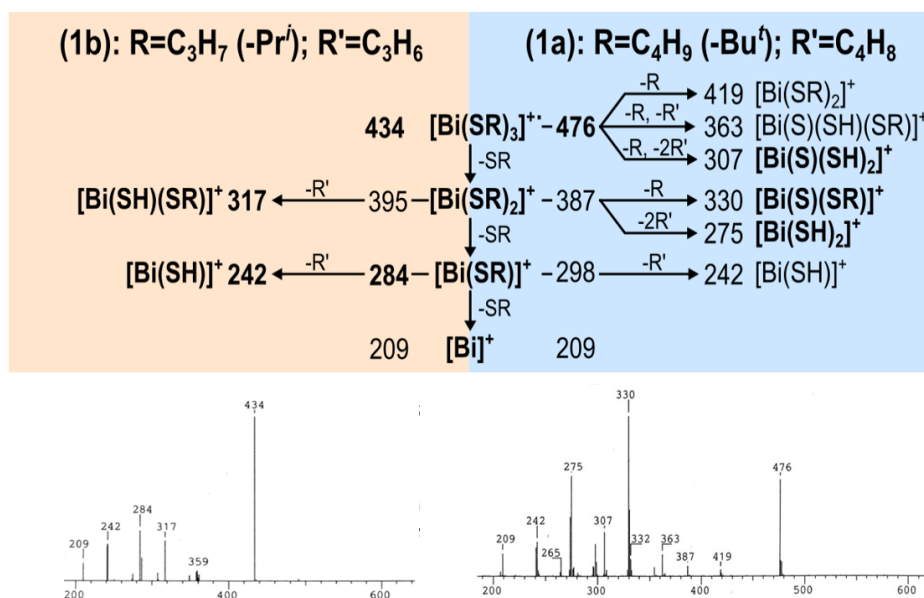 (1b): R=C₃H₇ (-Prⁱ); R'=C₃H₆
(1a): R=C₄H₉ (-Buᵗ); R'=C₄H₈
434 [Bi(SR)₃]⁺· 476
-R 419 [Bi(SR)₂]⁺
-R, -R' 363 [Bi(S)(SH)(SR)]⁺
-R, -2R' 307 [Bi(S)(SH)₂]⁺
-SR
[Bi(SH)(SR)]⁺ 317 -R' 395 [Bi(SR)₂]⁺ 387 -R 330 [Bi(S)(SR)]⁺
-2R' 275 [Bi(SH)₂]⁺
-SR
[Bi(SH)]⁺ 242 -R' 284 [Bi(SR)]⁺ 298 -R' 242 [Bi(SH)]⁺
-SR
209 [Bi]⁺ 209
434
284
242
317
209
359
200 400 600
330
275
476
242
307
209
332
363
265
387
419
200 300 400 500 600